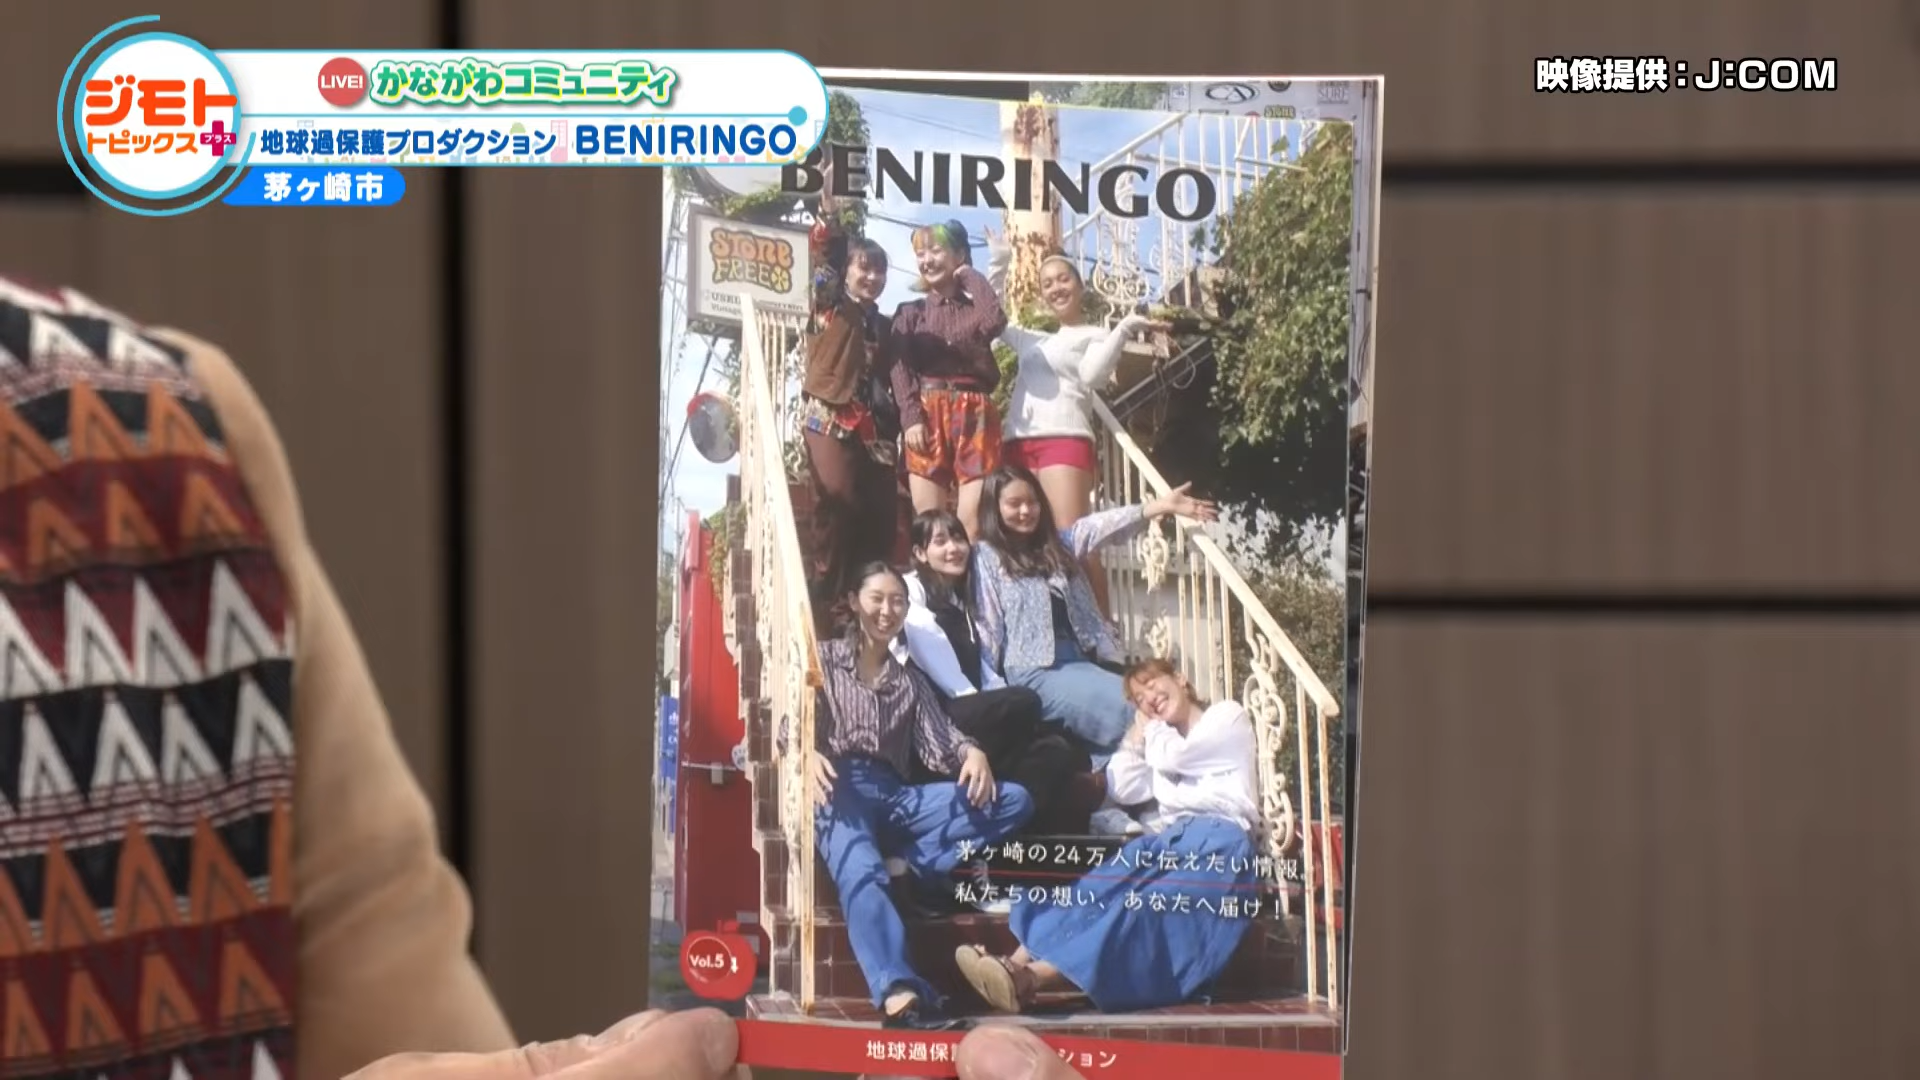 ジモト
トピックス
プラス
LIVE!
かながわコミュニティ
地球過保護プロダクション BENIRINGO
茅ヶ崎市
映像提供：J:COM
BENIRINGO
STONE
FREE
茅ヶ崎の24万人に伝えたい情報。
私たちの想い、あなたへ届け！
Vol.5
地球過保
ション